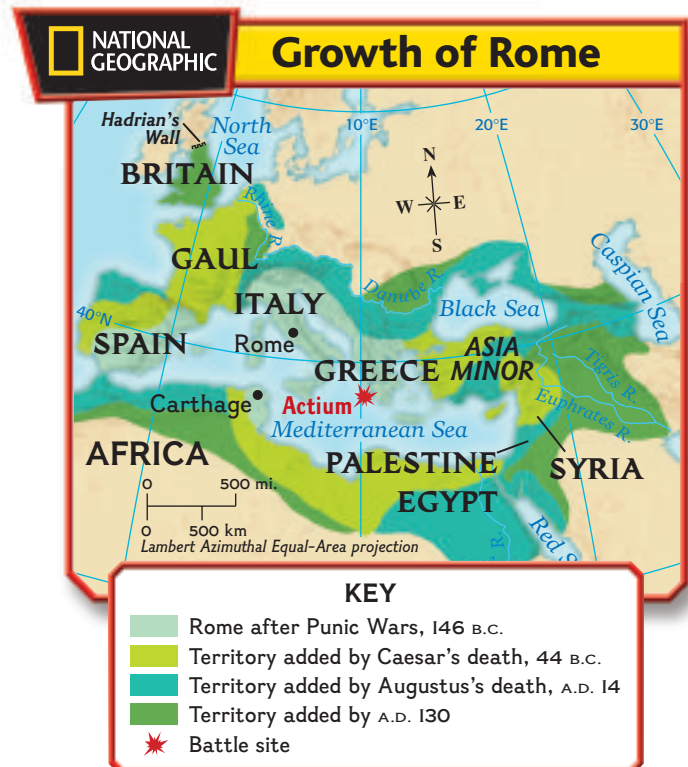 NATIONAL
GEOGRAPHIC
Growth of Rome
Hadrian's
Wall
North
Sea
10°E
20°E
30°E
BRITAIN
N
W
E
S
Rhine R.
GAUL
Danube R.
Caspian Sea
ITALY
Black Sea
40°N
SPAIN
Rome
ASIA
MINOR
GREECE
Tigris R.
Carthage
Actium
Euphrates R.
Mediterranean Sea
AFRICA
PALESTINE
SYRIA
0
500 mi.
EGYPT
0
500 km
Red S
R.
Lambert Azimuthal Equal-Area projection
KEY
Rome after Punic Wars, 146 B.C.
Territory added by Caesar's death, 44 B.C.
Territory added by Augustus's death, A.D. 14
Territory added by A.D. 130
Battle site